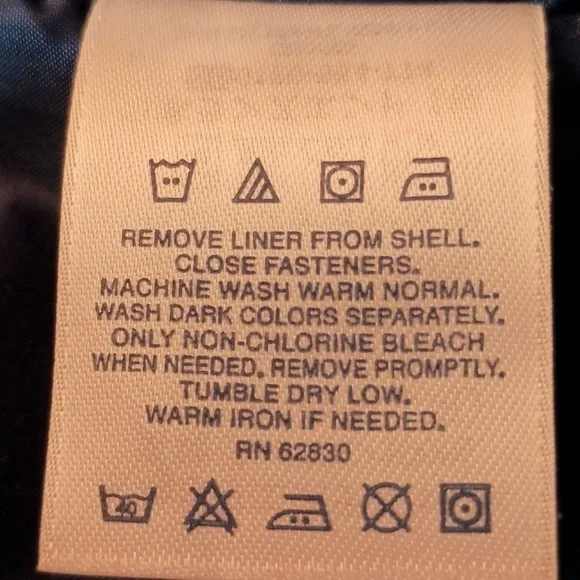 REMOVE LINER FROM SHELL.
CLOSE FASTENERS.
MACHINE WASH WARM NORMAL.
WASH DARK COLORS SEPARATELY.
ONLY NON-CHLORINE BLEACH
WHEN NEEDED. REMOVE PROMPTLY.
TUMBLE DRY LOW.
WARM IRON IF NEEDED.
RN 62830
40